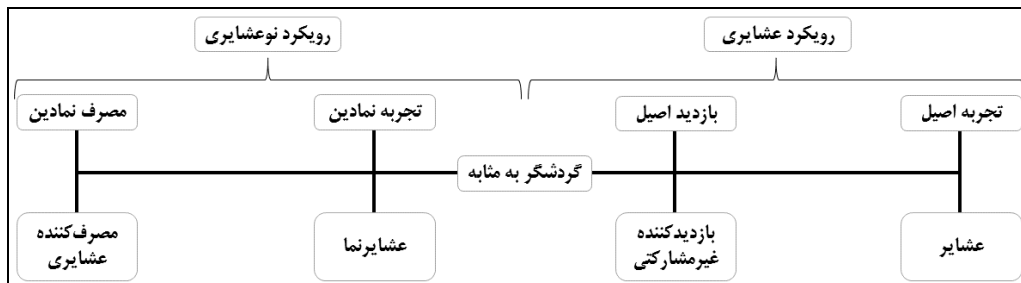 رویکرد عشایری
رویکرد نوعشایری
تجربه اصیل
بازدید اصیل
تجربه نمادین
مصرف نمادین
گردشگر به مثابه
عشایر
بازدیدکننده
غیرمشارکتی
عشایرنما
مصرف‌کننده
عشایری